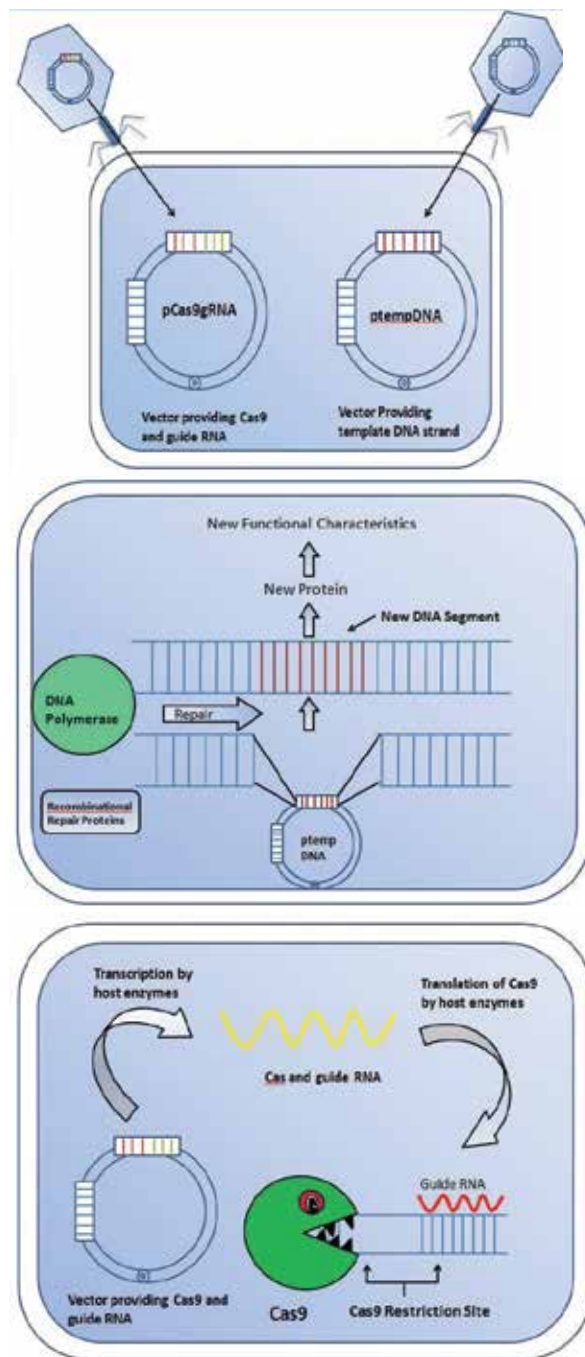 pCas9gRNA
ptempDNA
Vector providing Cas9
and guide RNA
Vector Providing
template DNA strand
New Functional Characteristics
New Protein
New DNA Segment
DNA
Polymerase
Repair
Recombinational
Repair Proteins
ptemp
DNA
Transcription by
host enzymes
Translation of Cas9
by host enzymes
Cas and guide RNA
Guide RNA
Vector providing Cas9 and
guide RNA
Cas9
Cas9 Restriction Site